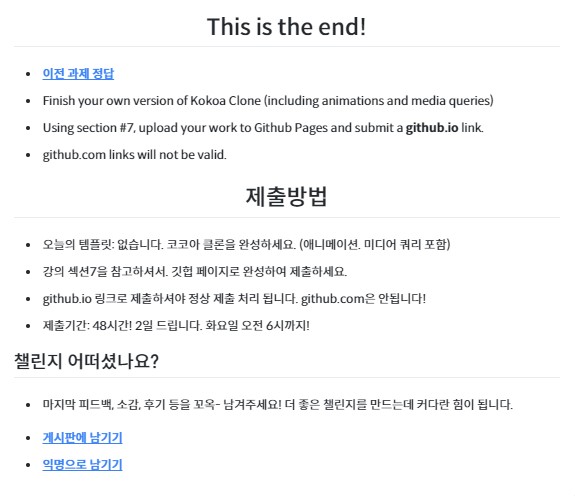 This is the end!
이전 과제 정답
Finish your own version of Kokoa Clone (including animations and media queries)
Using section #7, upload your work to Github Pages and submit a github.io link.
github.com links will not be valid.
제출방법
오늘의 템플릿: 없습니다. 코코아 클론을 완성하세요. (애니메이션. 미디어 쿼리 포함)
강의 섹션7을 참고하셔서. 깃헙 페이지로 완성하여 제출하세요.
github.io 링크로 제출하셔야 정상 제출 처리 됩니다. github.com은 안됩니다!
제출기간: 48시간! 2일 드립니다. 화요일 오전 6시까지!
챌린지 어떠셨나요?
마지막 피드백, 소감, 후기 등을 꼬옥- 남겨주세요! 더 좋은 챌린지를 만드는데 커다란 힘이 됩니다.
게시판에 남기기
익명으로 남기기